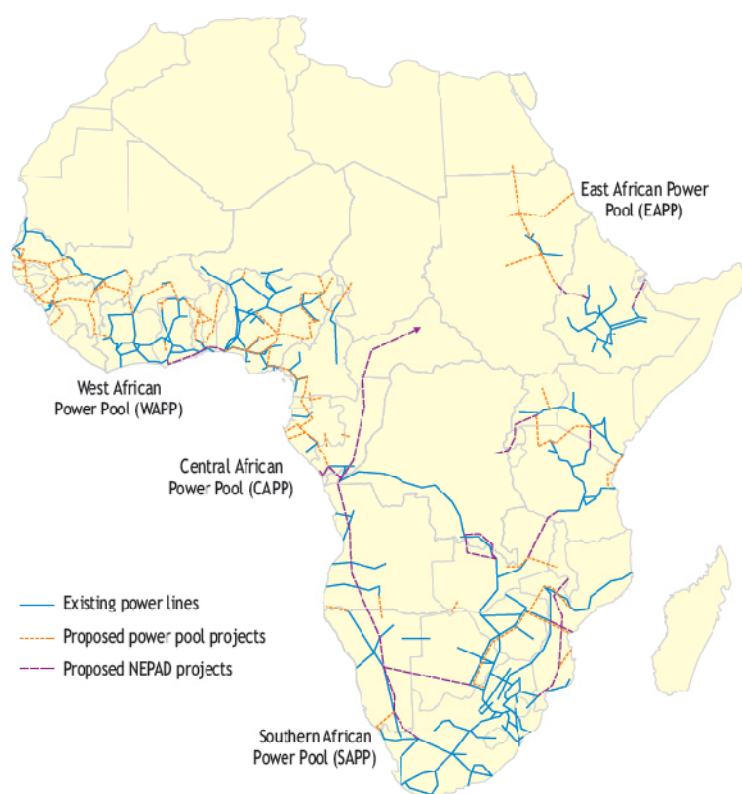 East African Power
Pool (EAPP)
West African
Power Pool (WAPP)
Central African
Power Pool (CAPP)
Existing power lines
Proposed power pool projects
Proposed NEPAD projects
Southern African
Power Pool (SAPP)